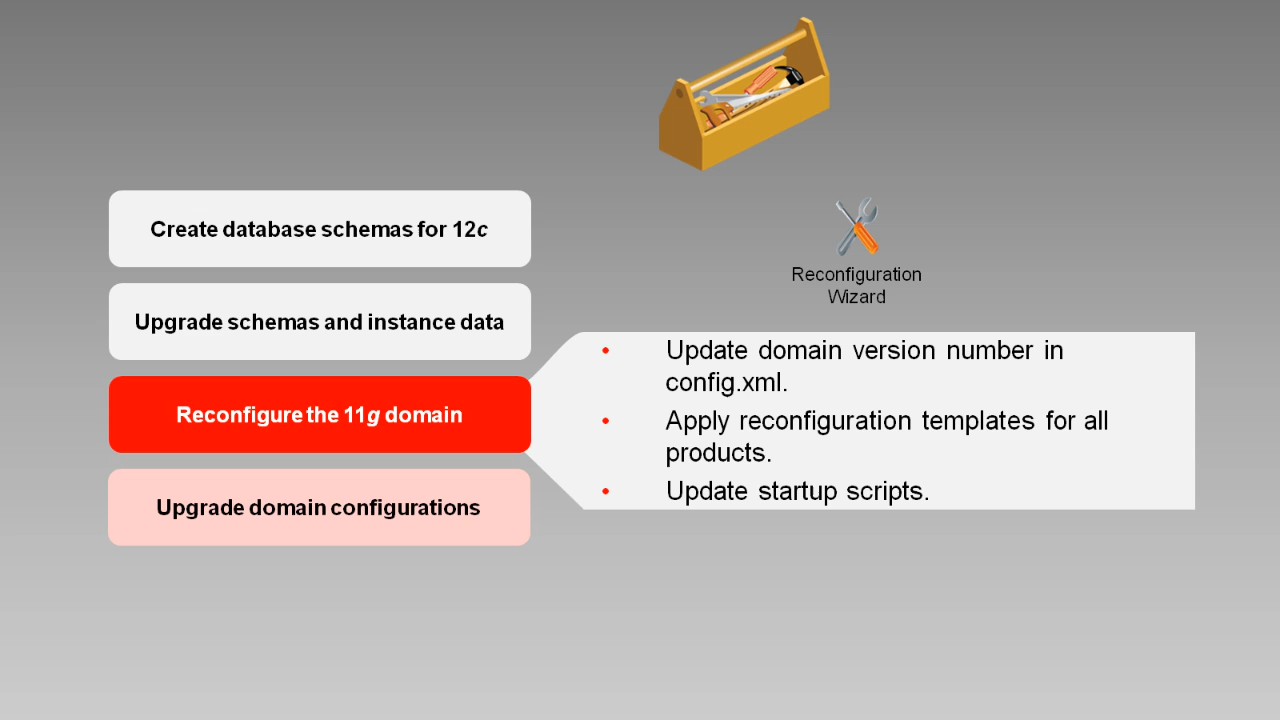 Create database schemas for 12c
Upgrade schemas and instance data
Reconfigure the 11g domain
Upgrade domain configurations
Reconfiguration
Wizard
• Update domain version number in
config.xml.
• Apply reconfiguration templates for all
products.
• Update startup scripts.